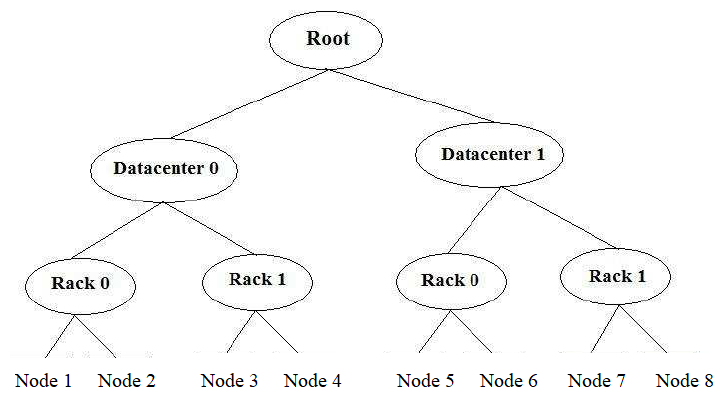 Root
Datacenter 0
Datacenter 1
Rack 0
Rack 1
Rack 0
Rack 1
Node 1 Node 2 Node 3 Node 4 Node 5 Node 6 Node 7 Node 8